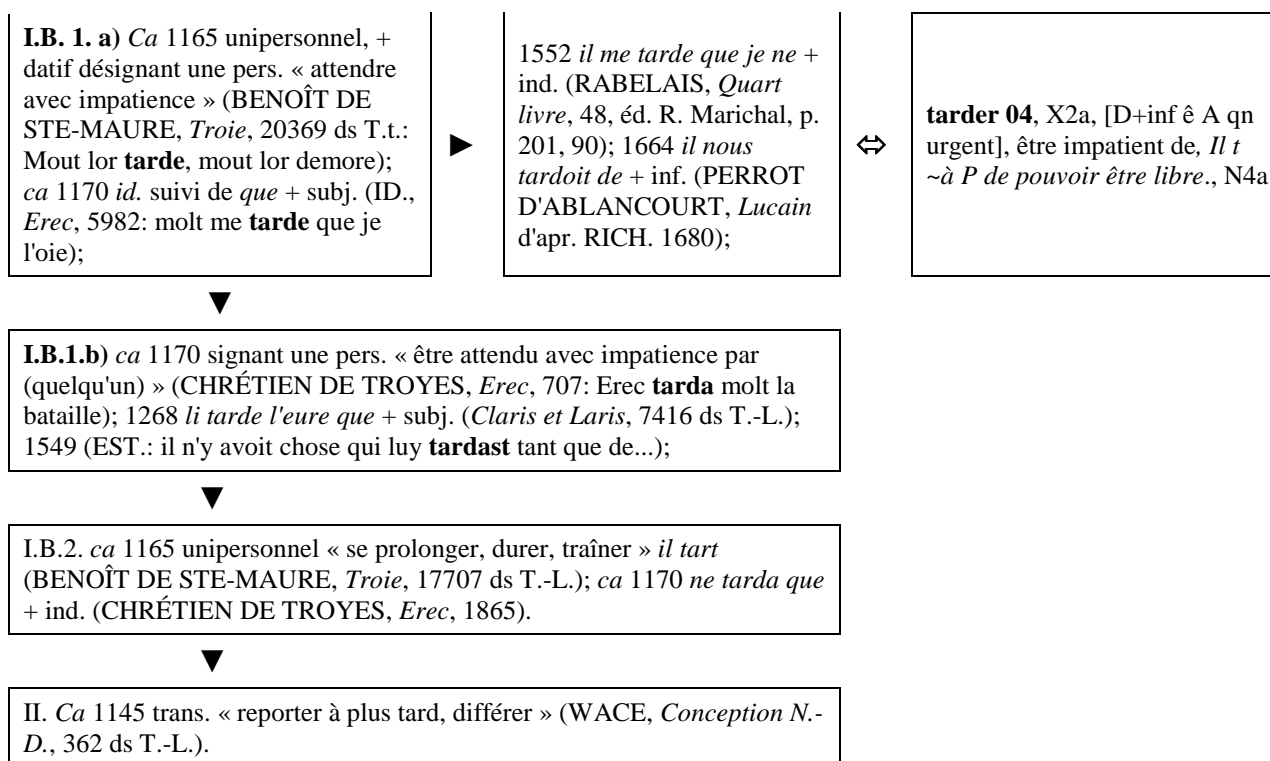 I.B. 1. a) Ca 1165 unipersonnel, +
datif désignant une pers. « attendre
avec impatience » (BENOÎT DE
STE-MAURE, Troie, 20369 ds T.t.:
Mout lor tarde, mout lor demore);
ca 1170 id. suivi de que + subj. (ID.,
Erec, 5982: molt me tarde que je
l'oie);
►
1552 il me tarde que je ne +
ind. (RABELAIS, Quart
livre, 48, éd. R. Marichal, p.
201, 90); 1664 il nous
tardoit de + inf. (PERROT
D'ABLANCOURT, Lucain
d'apr. RICH. 1680);
⇔
tarder 04, X2a, [D+inf ê A qn
urgent], être impatient de, Il t
~à P de pouvoir être libre., N4a
▼
I.B.1.b) ca 1170 signant une pers. « être attendu avec impatience par
(quelqu'un) » (CHRÉTIEN DE TROYES, Erec, 707: Erec tarda molt la
bataille); 1268 li tarde l'eure que + subj. (Claris et Laris, 7416 ds T.-L.);
1549 (EST.: il n'y avoit chose qui luy tardast tant que de...);
▼
I.B.2. ca 1165 unipersonnel « se prolonger, durer, traîner » il tart
(BENOÎT DE STE-MAURE, Troie, 17707 ds T.-L.); ca 1170 ne tarda que
+ ind. (CHRÉTIEN DE TROYES, Erec, 1865).
▼
II. Ca 1145 trans. « reporter à plus tard, différer » (WACE, Conception N.-
D., 362 ds T.-L.).